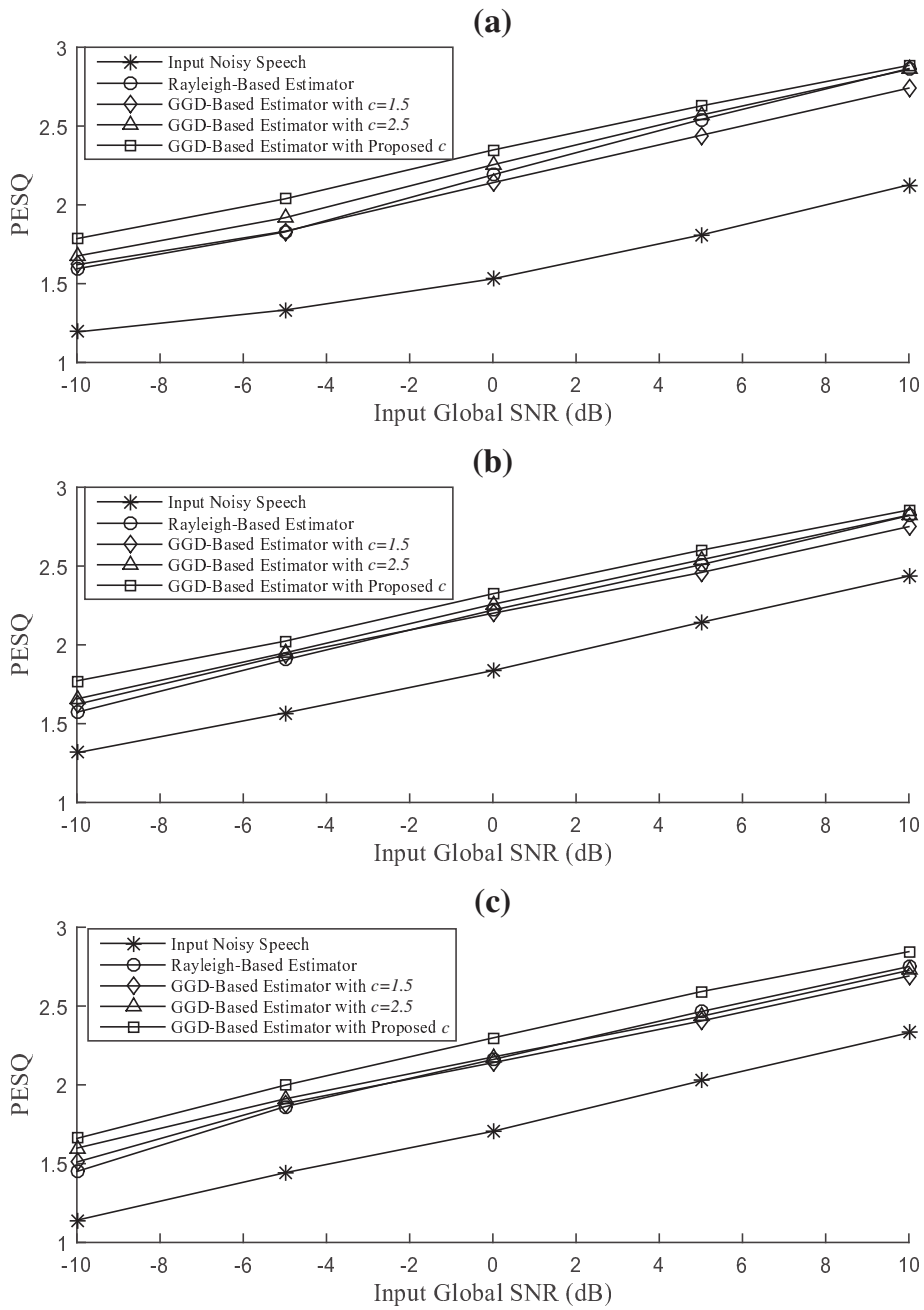 (a)
3
2.5
2
1.5
1
PESQ
Input Noisy Speech
Rayleigh-Based Estimator
GGD-Based Estimator with c=1.5
GGD-Based Estimator with c=2.5
GGD-Based Estimator with Proposed c
-10 -8 -6 -4 -2 0 2 4 6 8 10
Input Global SNR (dB)
(b)
3
2.5
2
1.5
1
PESQ
Input Noisy Speech
Rayleigh-Based Estimator
GGD-Based Estimator with c=1.5
GGD-Based Estimator with c=2.5
GGD-Based Estimator with Proposed c
-10 -8 -6 -4 -2 0 2 4 6 8 10
Input Global SNR (dB)
(c)
3
2.5
2
1.5
1
PESQ
Input Noisy Speech
Rayleigh-Based Estimator
GGD-Based Estimator with c=1.5
GGD-Based Estimator with c=2.5
GGD-Based Estimator with Proposed c
-10 -8 -6 -4 -2 0 2 4 6 8 10
Input Global SNR (dB)